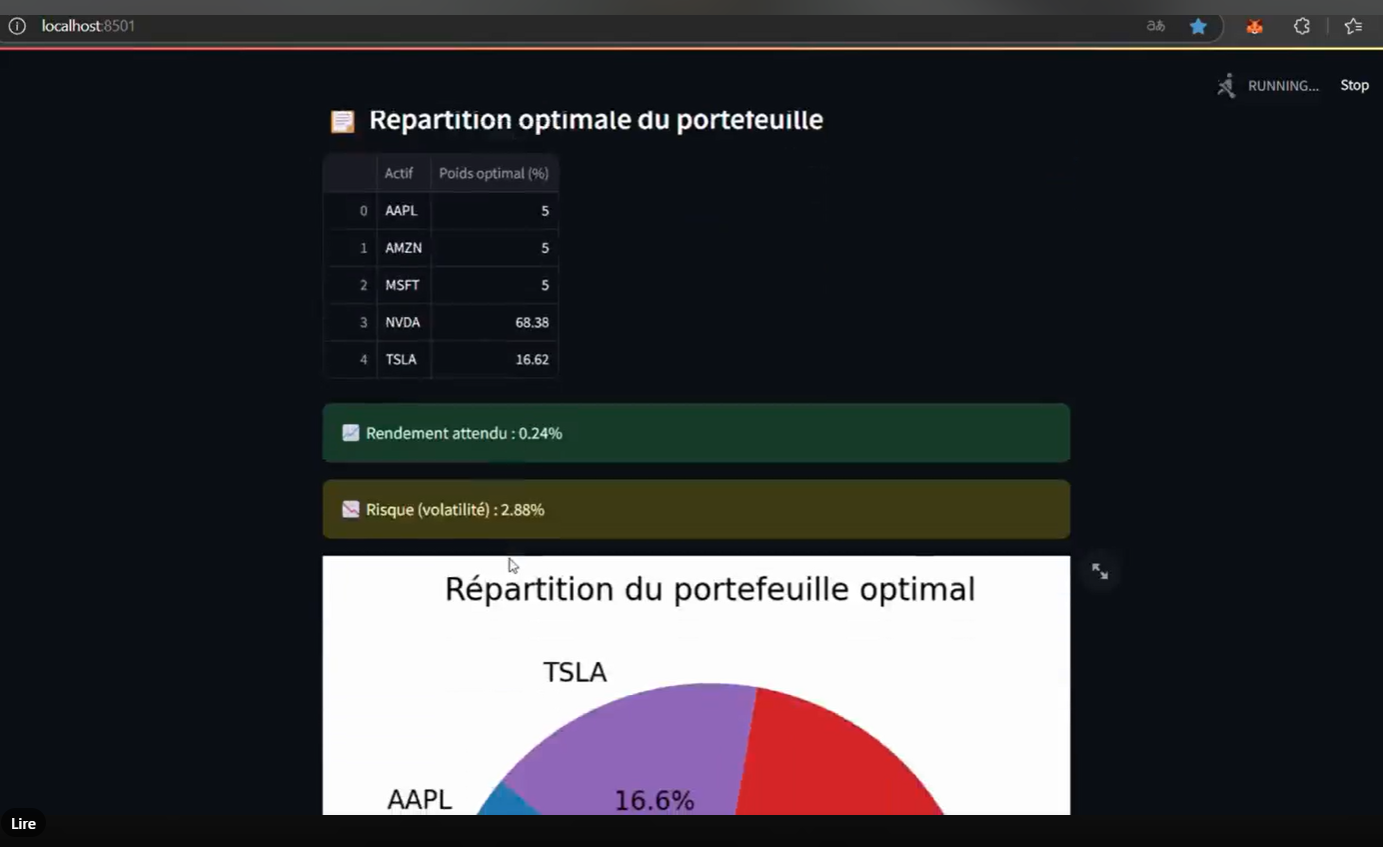 localhost:8501
RUNNING... Stop
Répartition optimale du portefeuille
Actif Poids optimal (%)
0 AAPL 5
1 AMZN 5
2 MSFT 5
3 NVDA 68.38
4 TSLA 16.62
Rendement attendu : 0.24%
Risque (volatilité) : 2.88%
Répartition du portefeuille optimal
TSLA
AAPL
16.6%
Lire